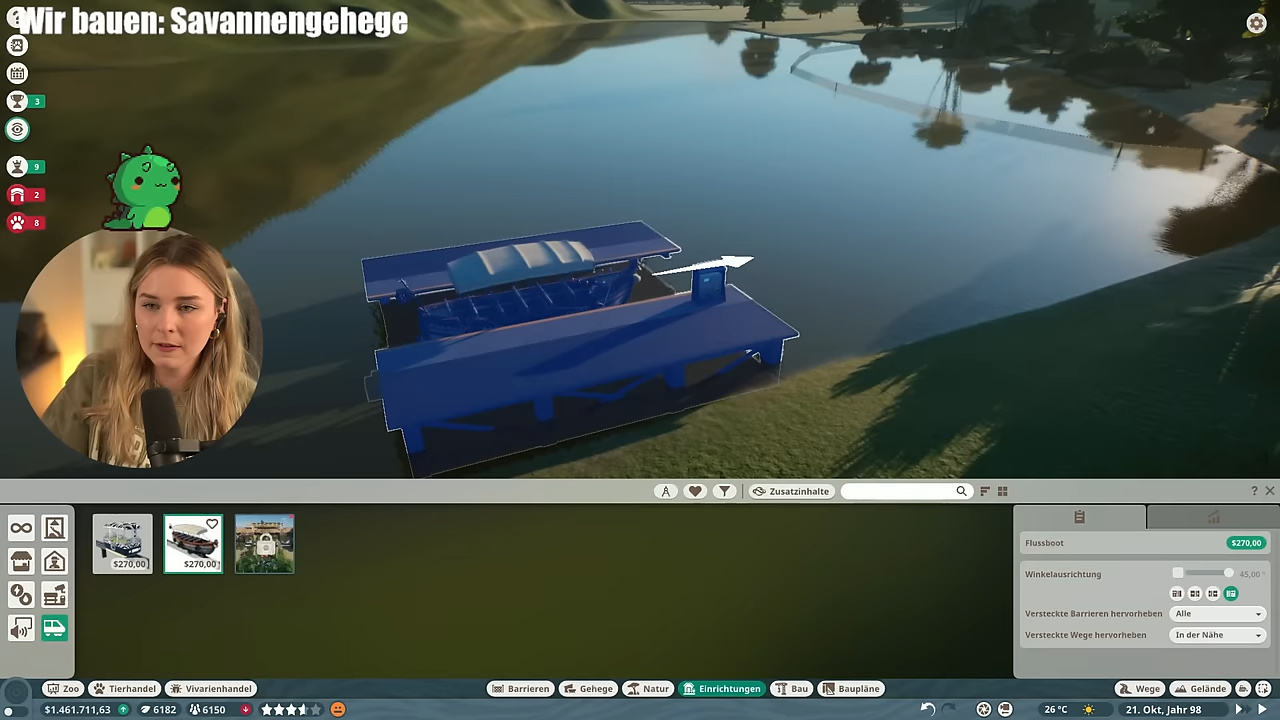 Wir bauen: Savannengehege
3
9
2
8
Zusatzinhalte
?
$270,00
$270,00
Flussboot
$270,00
Winkelausrichtung
45,00 °
Versteckte Barrieren hervorheben
Alle
Versteckte Wege hervorheben
In der Nähe
Zoo
Tierhandel
Vivarienhandel
Barrieren
Gehege
Natur
Einrichtungen
Bau
Baupläne
Wege
Gelände
$1.461.711,63
6182
6150
26 °C
21. Okt, Jahr 98